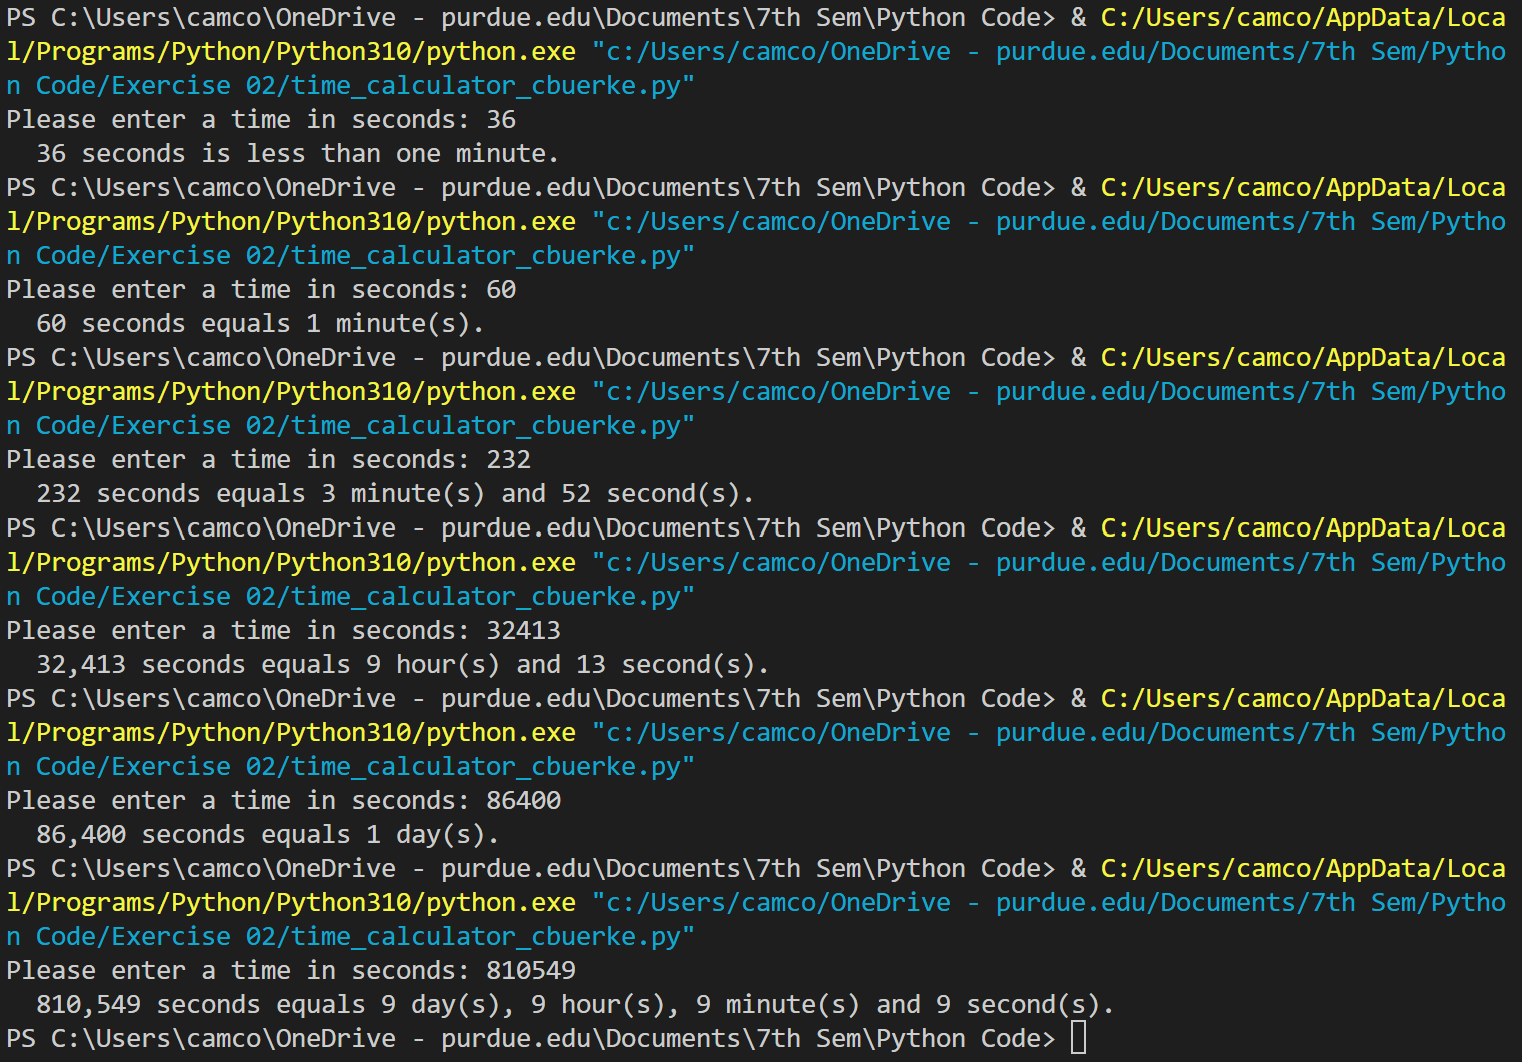 PS C:\Users\camco\OneDrive - purdue.edu\Documents\7th Sem\Python Code> & C:/Users/camco/AppData/Loca
l/Programs/Python/Python310/python.exe "c:/Users/camco/OneDrive - purdue.edu/Documents/7th Sem/Pytho
n Code/Exercise 02/time_calculator_cbuerke.py"
Please enter a time in seconds: 36
  36 seconds is less than one minute.
PS C:\Users\camco\OneDrive - purdue.edu\Documents\7th Sem\Python Code> & C:/Users/camco/AppData/Loca
l/Programs/Python/Python310/python.exe "c:/Users/camco/OneDrive - purdue.edu/Documents/7th Sem/Pytho
n Code/Exercise 02/time_calculator_cbuerke.py"
Please enter a time in seconds: 60
  60 seconds equals 1 minute(s).
PS C:\Users\camco\OneDrive - purdue.edu\Documents\7th Sem\Python Code> & C:/Users/camco/AppData/Loca
l/Programs/Python/Python310/python.exe "c:/Users/camco/OneDrive - purdue.edu/Documents/7th Sem/Pytho
n Code/Exercise 02/time_calculator_cbuerke.py"
Please enter a time in seconds: 232
  232 seconds equals 3 minute(s) and 52 second(s).
PS C:\Users\camco\OneDrive - purdue.edu\Documents\7th Sem\Python Code> & C:/Users/camco/AppData/Loca
l/Programs/Python/Python310/python.exe "c:/Users/camco/OneDrive - purdue.edu/Documents/7th Sem/Pytho
n Code/Exercise 02/time_calculator_cbuerke.py"
Please enter a time in seconds: 32413
  32,413 seconds equals 9 hour(s) and 13 second(s).
PS C:\Users\camco\OneDrive - purdue.edu\Documents\7th Sem\Python Code> & C:/Users/camco/AppData/Loca
l/Programs/Python/Python310/python.exe "c:/Users/camco/OneDrive - purdue.edu/Documents/7th Sem/Pytho
n Code/Exercise 02/time_calculator_cbuerke.py"
Please enter a time in seconds: 86400
  86,400 seconds equals 1 day(s).
PS C:\Users\camco\OneDrive - purdue.edu\Documents\7th Sem\Python Code> & C:/Users/camco/AppData/Loca
l/Programs/Python/Python310/python.exe "c:/Users/camco/OneDrive - purdue.edu/Documents/7th Sem/Pytho
n Code/Exercise 02/time_calculator_cbuerke.py"
Please enter a time in seconds: 810549
  810,549 seconds equals 9 day(s), 9 hour(s), 9 minute(s) and 9 second(s).
PS C:\Users\camco\OneDrive - purdue.edu\Documents\7th Sem\Python Code>